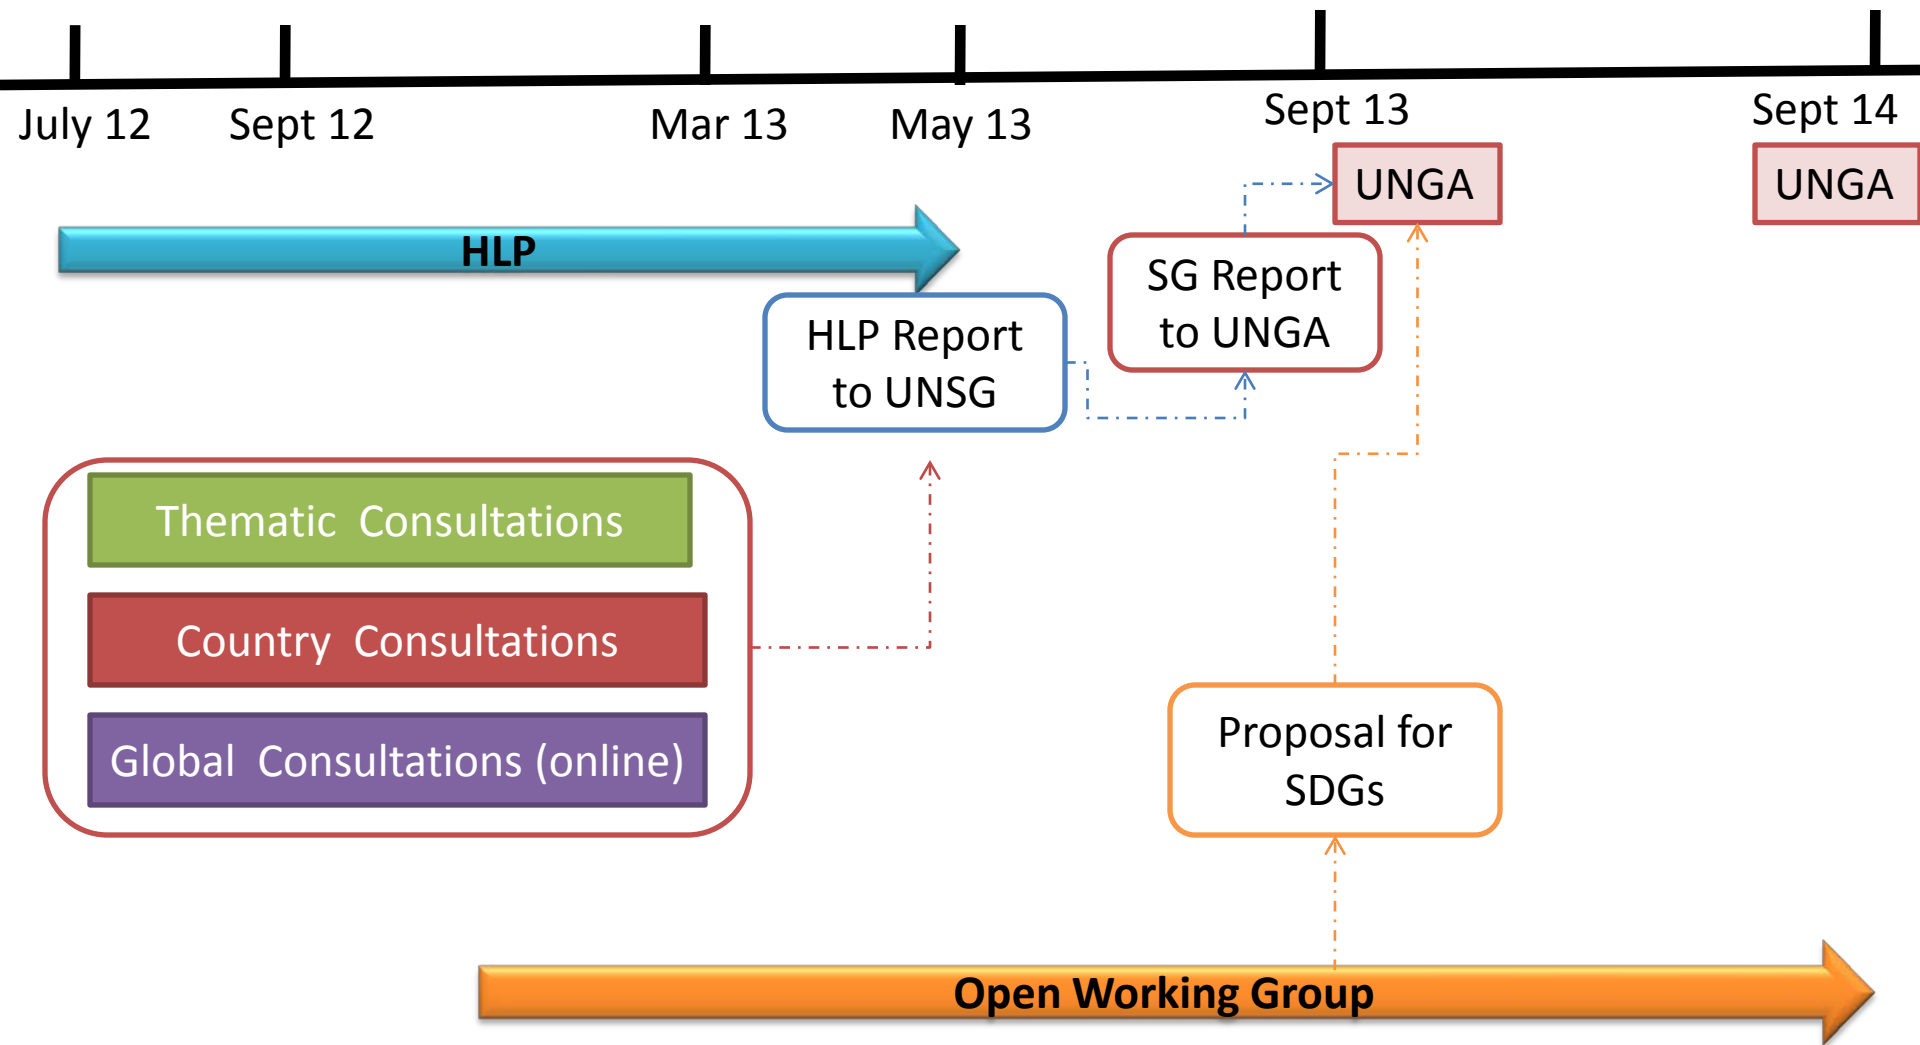 July 12
Sept 12
Mar 13
May 13
Sept 13
Sept 14
UNGA
UNGA
HLP
SG Report
to UNGA
HLP Report
to UNSG
Thematic Consultations
Country Consultations
Global Consultations (online)
Proposal for
SDGs
Open Working Group